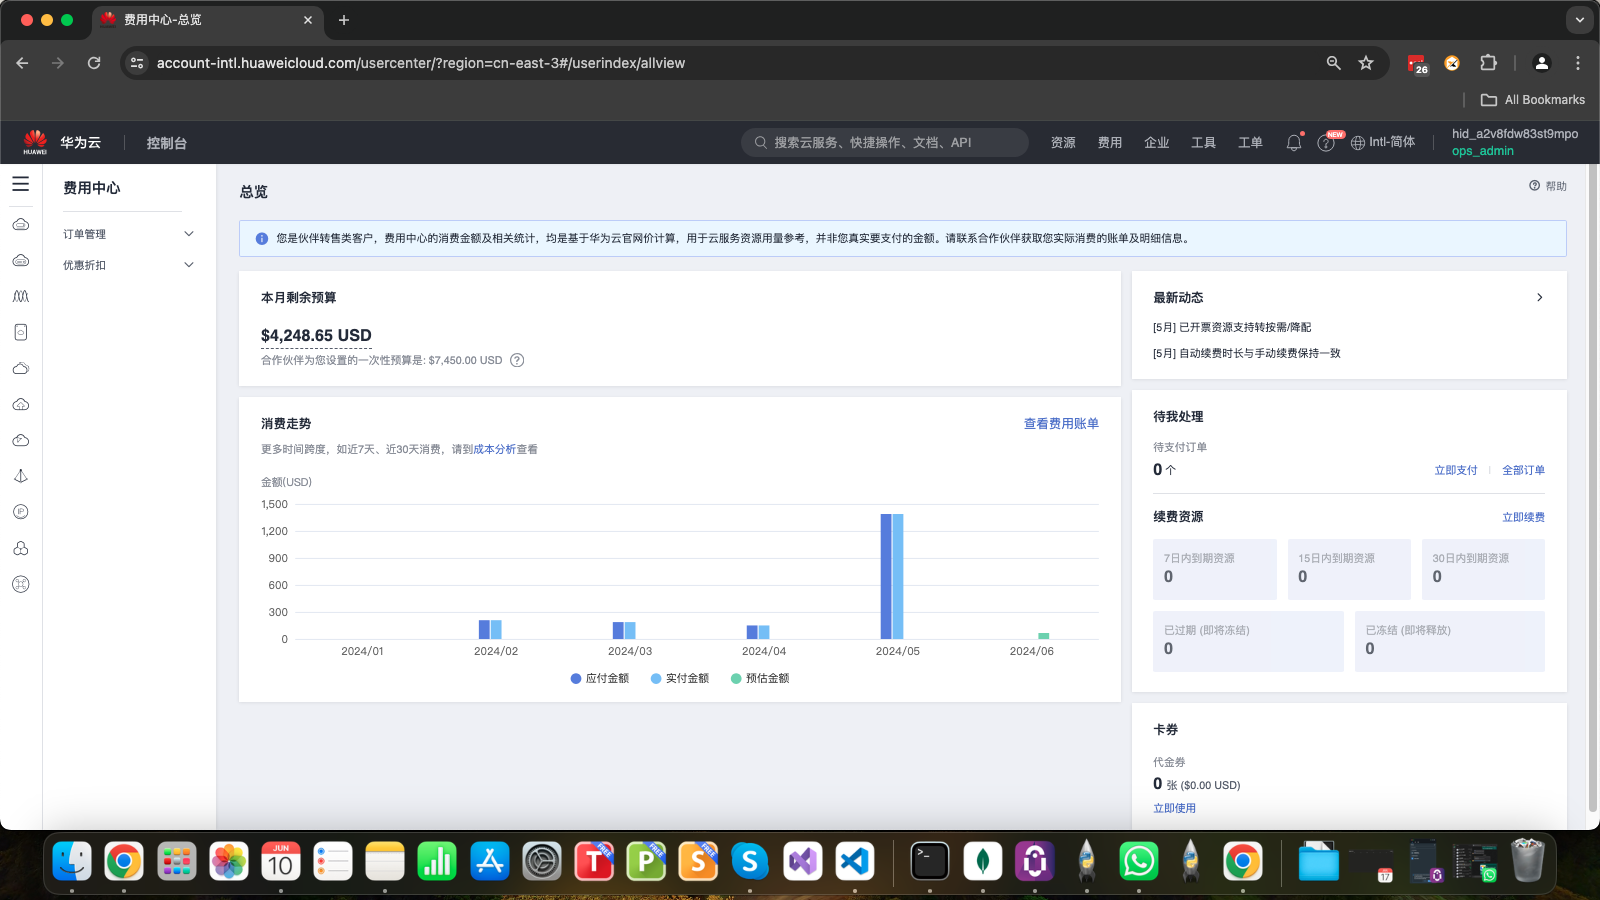 费用中心-总览
account-intl.huaweicloud.com/usercenter/?region=cn-east-3#/userindex/allview
26
All Bookmarks
HUAWEI
华为云
控制台
搜索云服务、快捷操作、文档、API
资源
费用
企业
工具
工单
NEW
Intl-简体
hid_a2v8fdw83st9mpo
ops_admin
费用中心
订单管理
优惠折扣
总览
帮助
您是伙伴转售类客户，费用中心的消费金额及相关统计，均是基于华为云官网价计算，用于云服务资源用量参考，并非您真实要支付的金额。请联系合作伙伴获取您实际消费的账单及明细信息。
本月剩余预算
$4,248.65 USD
合作伙伴为您设置的一次性预算是: $7,450.00 USD
最新动态
[5月] 已开票资源支持转按需/降配
[5月] 自动续费时长与手动续费保持一致
消费走势
查看费用账单
更多时间跨度，如近7天、近30天消费，请到成本分析查看
金额(USD)
1,500
1,200
900
600
300
0
2024/01
2024/02
2024/03
2024/04
2024/05
2024/06
应付金额
实付金额
预估金额
待我处理
待支付订单
0 个
立即支付
全部订单
续费资源
立即续费
7日内到期资源
0
15日内到期资源
0
30日内到期资源
0
已过期 (即将冻结)
0
已冻结 (即将释放)
0
卡券
代金券
0 张 ($0.00 USD)
立即使用
JUN
10
T
FREE
P
FREE
S
FREE
S
17